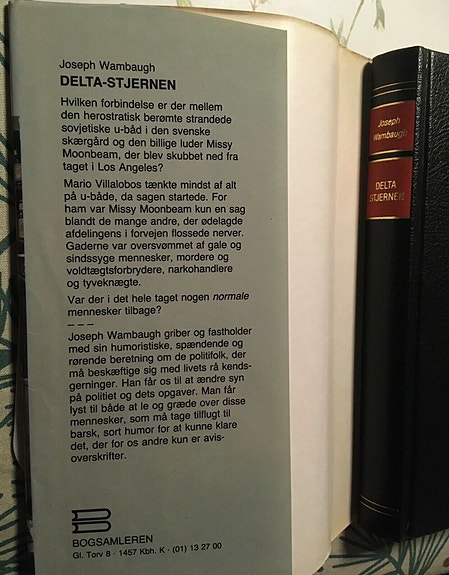 Joseph Wambaugh
DELTA-STJERNEN
Hvilken forbindelse er der mellem
den herostratisk berømte strandede
sovjetiske u-båd i den svenske
skærgård og den billige luder Missy
Moonbeam, der blev skubbet ned fra
taget i Los Angeles?
Mario Villalobos tænkte mindst af alt
på u-både, da sagen startede. For
ham var Missy Moonbeam kun en sag
blandt de mange andre, der ødelagde
afdelingens i forvejen flossede nerver.
Gaderne var oversvømmet af gale og
sindssyge mennesker, mordere og
voldtægtsforbrydere, narkohandlere
og tyveknægte.
Var der i det hele taget nogen normale
mennesker tilbage?
– – –
Joseph Wambaugh griber og fastholder
med sin humoristiske, spændende og
rørende beretning om de politifolk, der
må beskæftige sig med livets rå kends-
gerninger. Han får os til at ændre syn
på politiet og dets opgaver. Man får
lyst til både at le og græde over disse
mennesker, som må tage tilflugt til
barsk, sort humor for at kunne klare
det, der for os andre kun er avis-
overskrifter.
BOGSAMLEREN
Gl. Torv 8 · 1457 Kbh. K · (01) 13 27 00
Joseph
Wambaugh
DELTA
STJERNEN